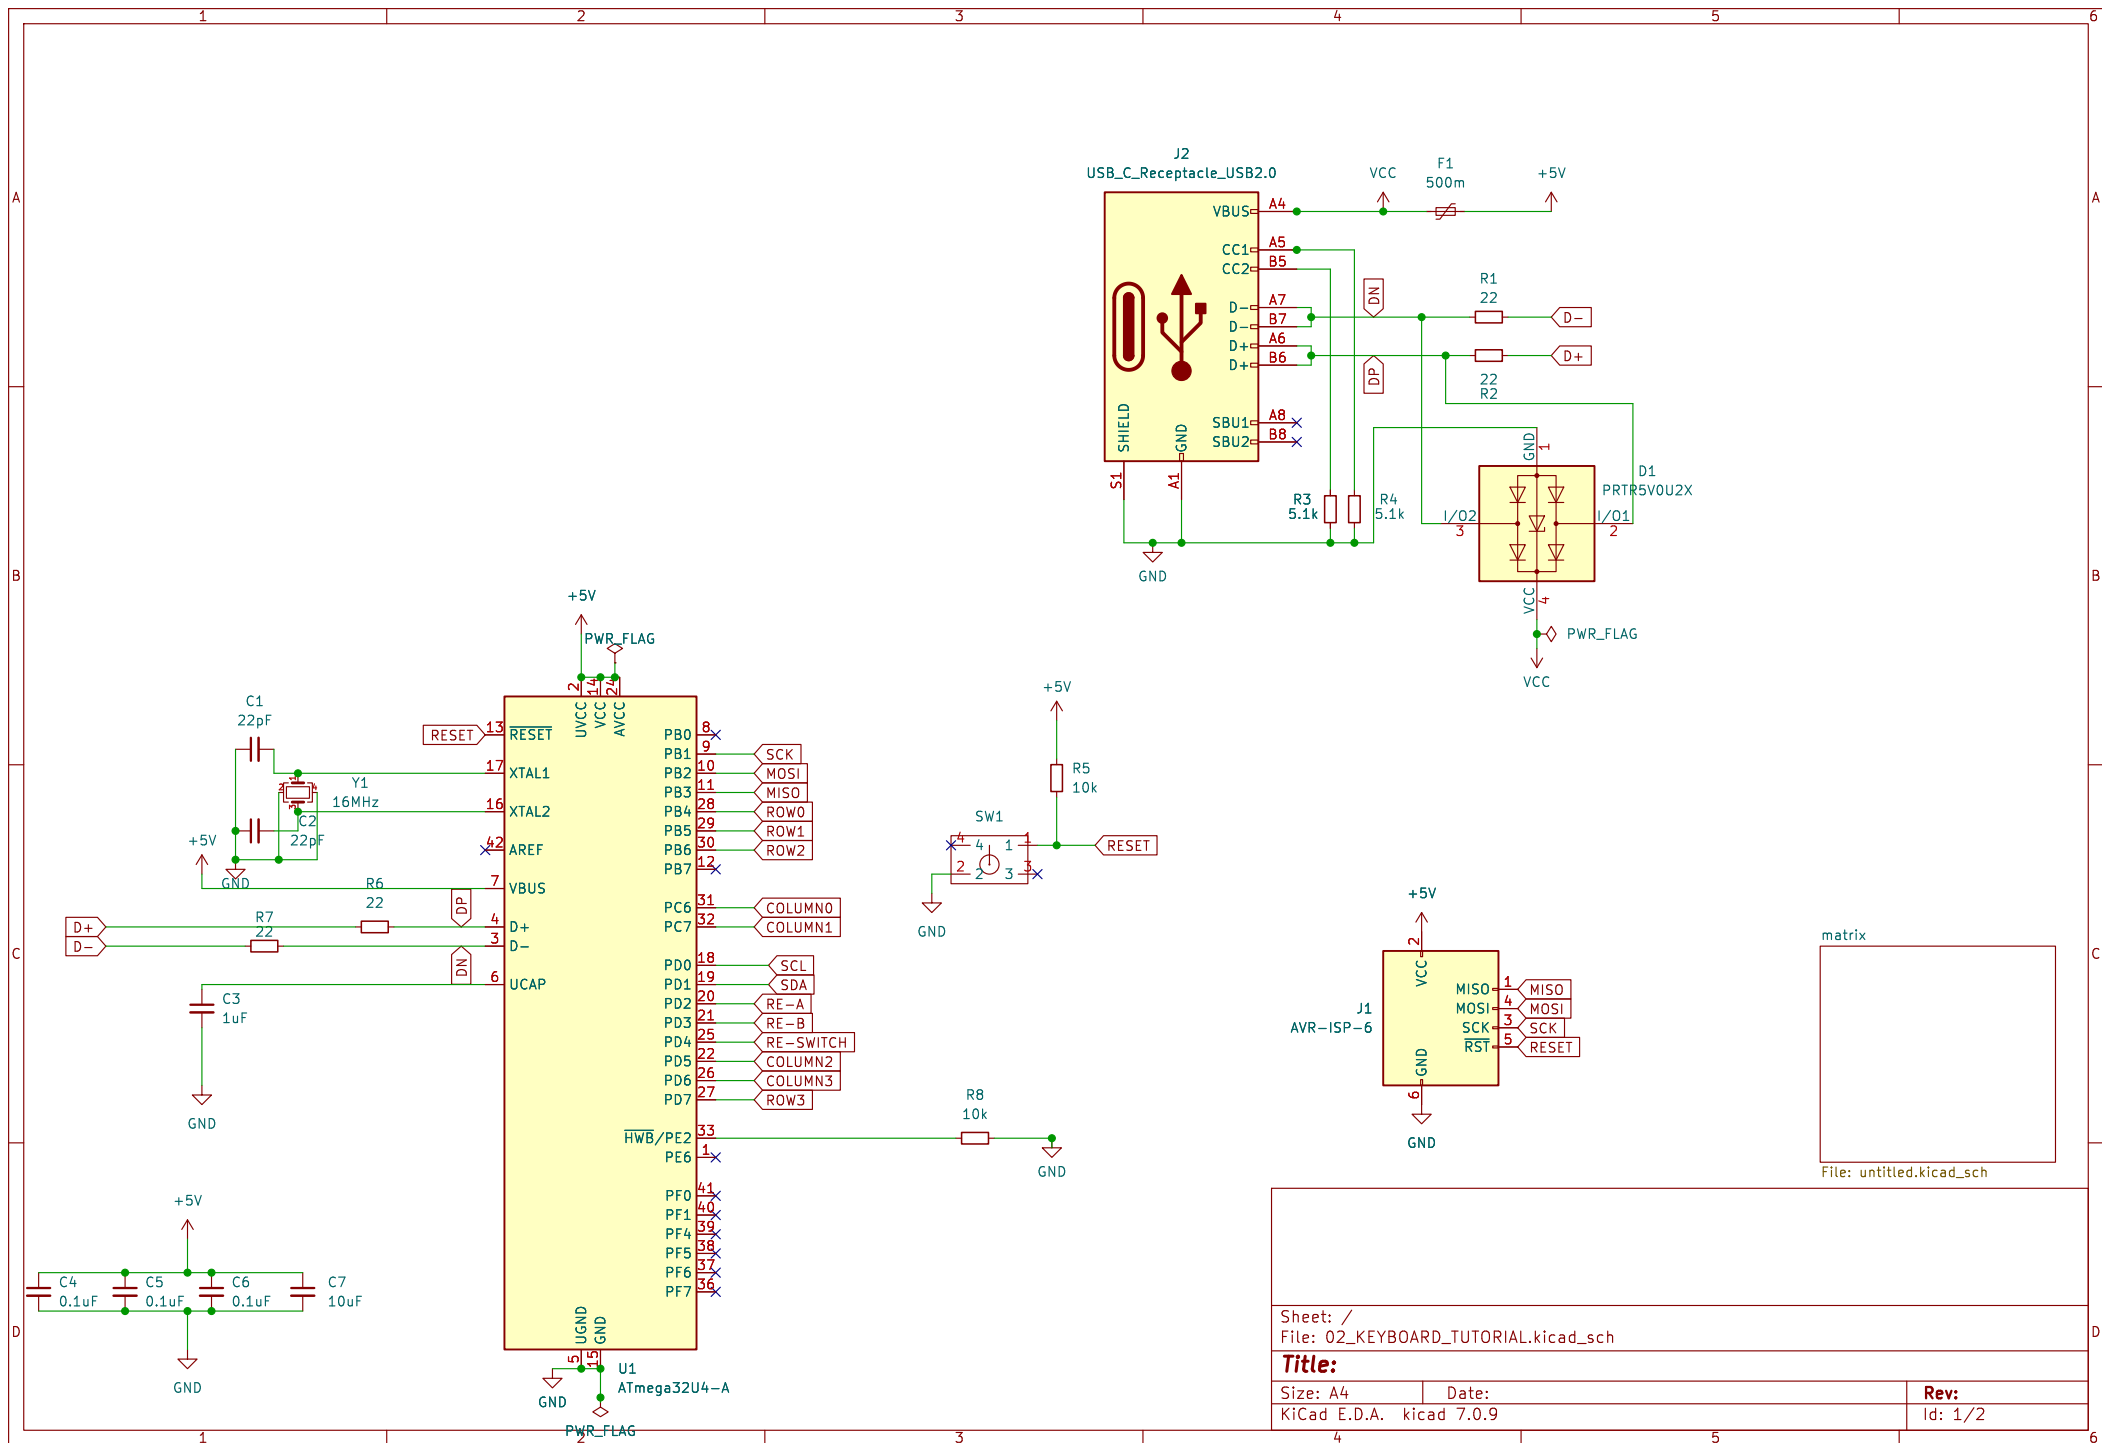 1 2 3 4 5 6
A
B
C
D
A
B
C
D
J2
USB_C_Receptacle_USB2.0
VBUS A4
CC1 A5
CC2 B5
D- A7
D- B7
D+ A6
D+ B6
SBU1 A8
SBU2 B8
SHIELD
GND
S1
A1
VCC
F1
500m
+5V
DN
R1
22
D-
DP
D+
22
R2
R3
5.1k
R4
5.1k
GND
GND
1
D1
PRTR5V0U2X
I/O2
3
I/O1
2
VCC
4
PWR_FLAG
VCC
+5V
PWR_FLAG
2
14
24
UVCC
VCC
AVCC
C1
22pF
Y1
16MHz
1
2
3
4
C2
22pF
+5V
GND
RESET
13 RESET
17 XTAL1
16 XTAL2
42 AREF
7 VBUS
4 D+
3 D-
6 UCAP
R6
22
DP
R7
22
D+
D-
DN
C3
1uF
GND
PB0 8
PB1 9 SCK
PB2 10 MOSI
PB3 11 MISO
PB4 28 ROW0
PB5 29 ROW1
PB6 30 ROW2
PB7 12
PC6 31 COLUMN0
PC7 32 COLUMN1
PD0 18 SCL
PD1 19 SDA
PD2 20 RE-A
PD3 21 RE-B
PD4 25 RE-SWITCH
PD5 22 COLUMN2
PD6 26 COLUMN3
PD7 27 ROW3
HWB/PE2 33
PE6 1
PF0 41
PF1 40
PF4 39
PF5 38
PF6 37
PF7 36
UGND
GND
5
15
U1
ATmega32U4-A
GND
PWR_FLAG
R8
10k
GND
+5V
R5
10k
SW1
4 4 1 1
2 2 3 3
RESET
GND
+5V
2
VCC
J1
AVR-ISP-6
MISO 1 MISO
MOSI 4 MOSI
SCK 3 SCK
RST 5 RESET
GND
6
GND
matrix
File: untitled.kicad_sch
+5V
C4
0.1uF
C5
0.1uF
C6
0.1uF
C7
10uF
GND
Sheet: /
File: 02_KEYBOARD_TUTORIAL.kicad_sch
Title:
Size: A4 Date: Rev:
KiCad E.D.A. kicad 7.0.9 Id: 1/2
1 2 3 4 5 6